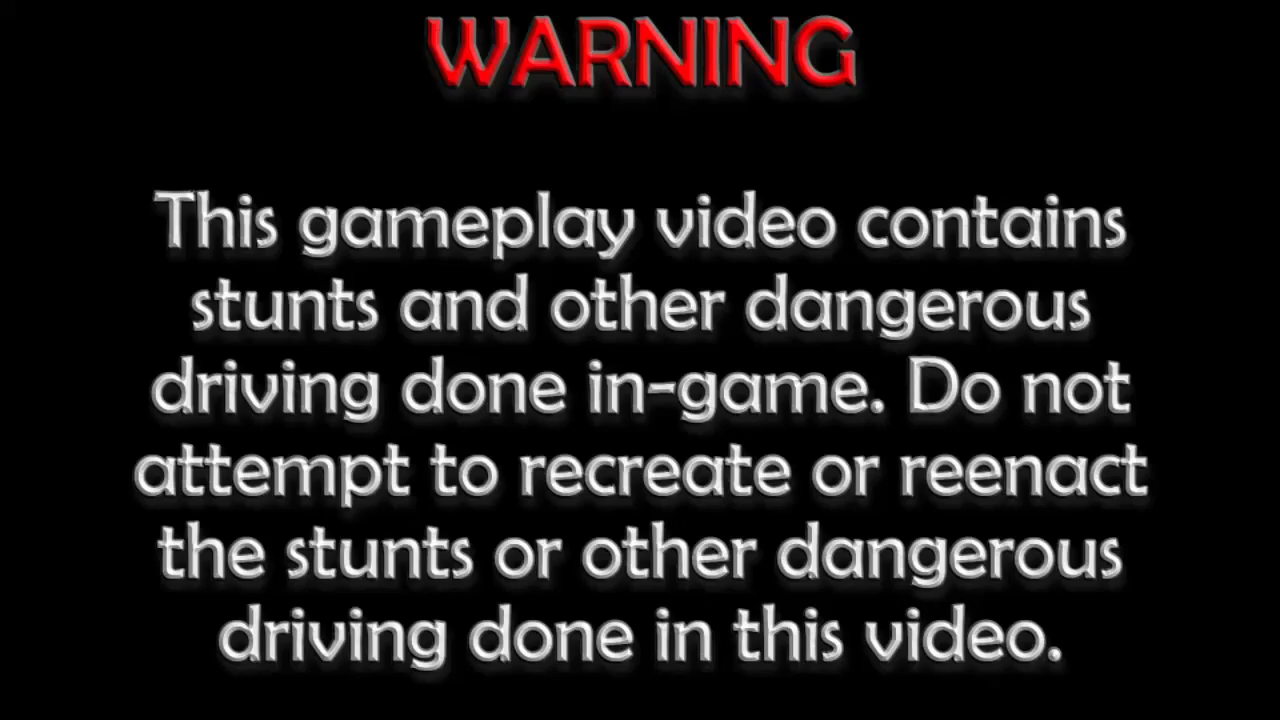 WARNING
This gameplay video contains
stunts and other dangerous
driving done in-game. Do not
attempt to recreate or reenact
the stunts or other dangerous
driving done in this video.